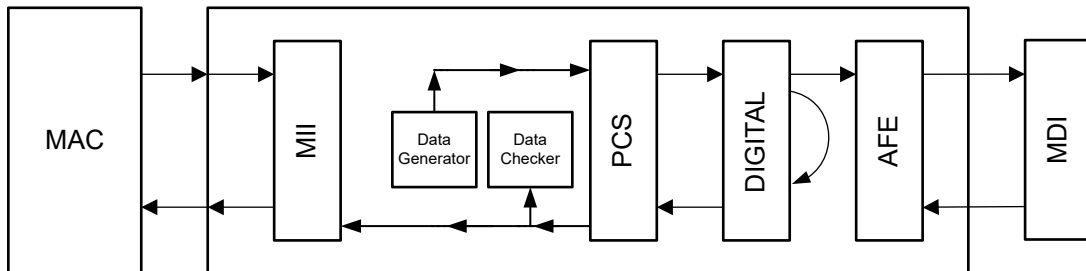 MAC
MII
Data
Generator
Data
Checker
PCS
DIGITAL
AFE
MDI